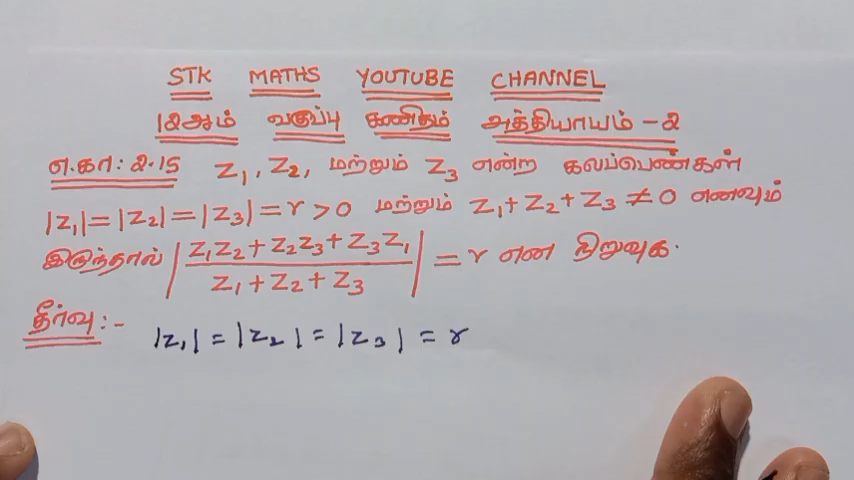 STK MATHS YOUTUBE CHANNEL
12ஆம் வகுப்பு கணிதம் அத்தியாயம் - 2
எ.கா : 2.15 Z₁, Z₂, மற்றும் Z₃ என்ற கலப்பெண்கள்
|Z₁| = |Z₂| = |Z₃| = r > 0 மற்றும் Z₁ + Z₂ + Z₃ ≠ 0 எனவும்
இருந்தால் |(Z₁Z₂ + Z₂Z₃ + Z₃Z₁) / (Z₁ + Z₂ + Z₃)| = r என நிறுவுக.
தீர்வு :- |Z₁| = |Z₂| = |Z₃| = r